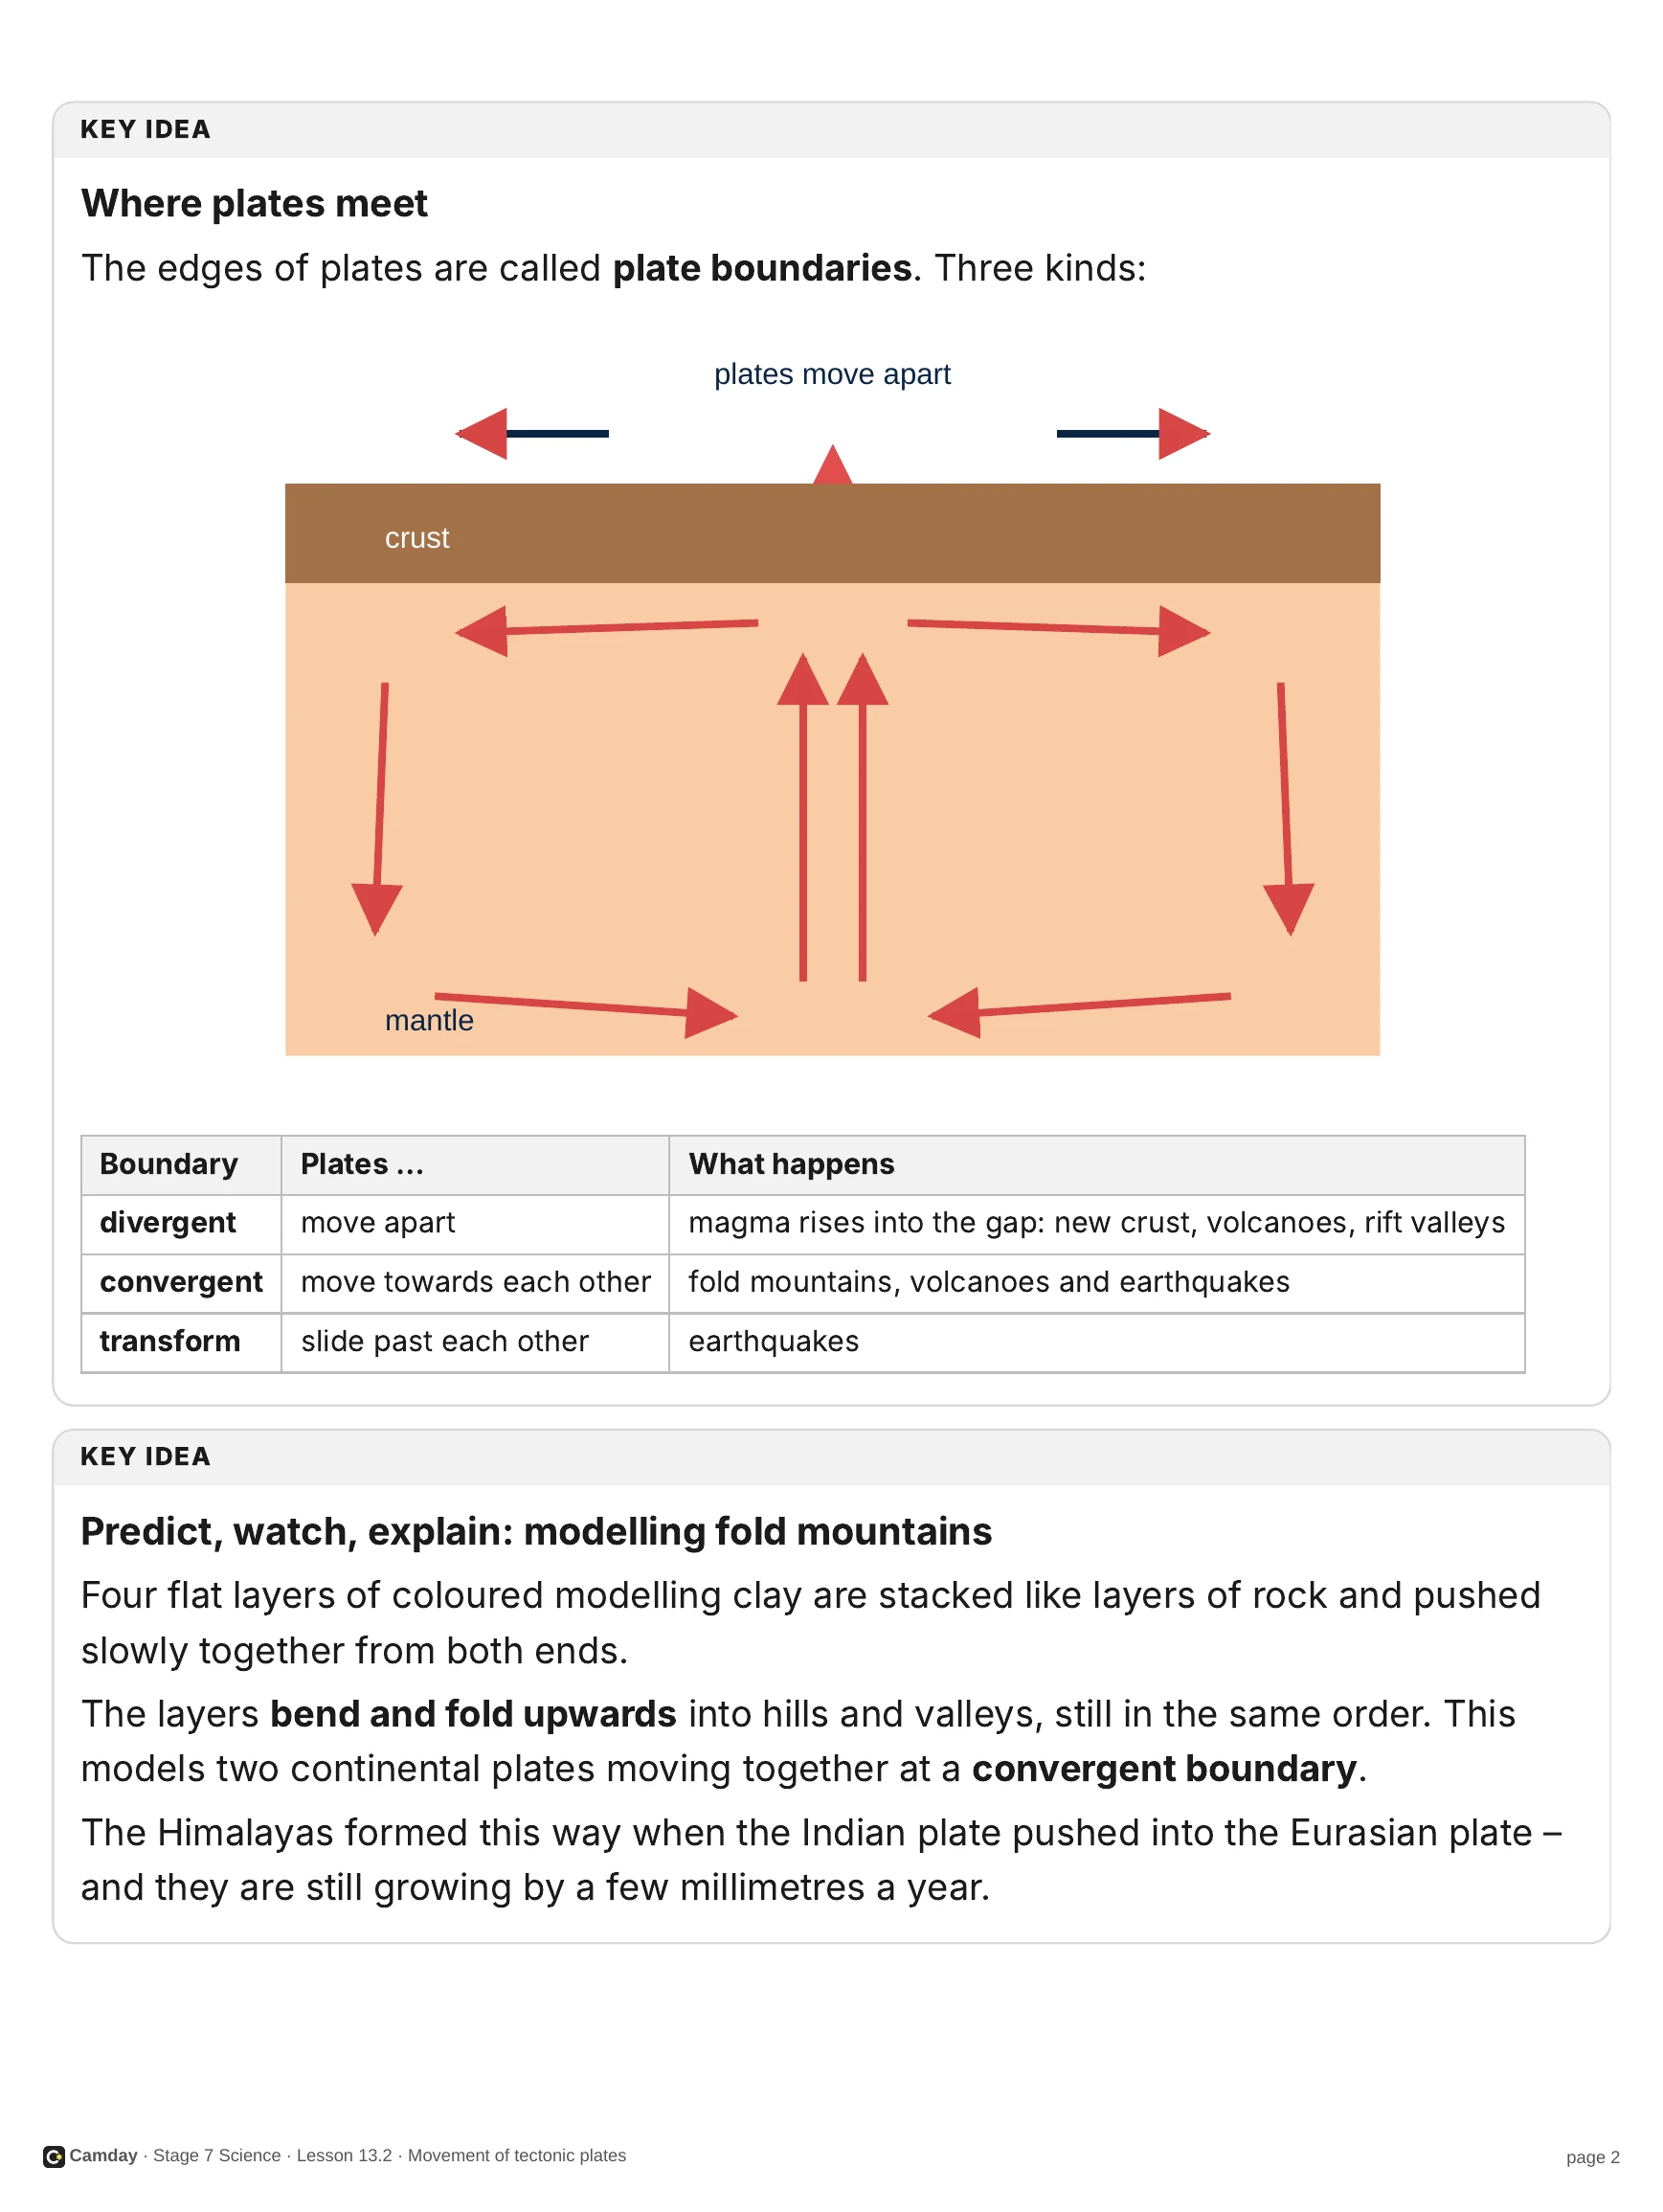 KEY IDEA
Where plates meet
The edges of plates are called plate boundaries. Three kinds:
plates move apart
crust
mantle
Boundary Plates ... What happens
divergent move apart magma rises into the gap: new crust, volcanoes, rift valleys
convergent move towards each other fold mountains, volcanoes and earthquakes
transform slide past each other earthquakes
KEY IDEA
Predict, watch, explain: modelling fold mountains
Four flat layers of coloured modelling clay are stacked like layers of rock and pushed
slowly together from both ends.
The layers bend and fold upwards into hills and valleys, still in the same order. This
models two continental plates moving together at a convergent boundary.
The Himalayas formed this way when the Indian plate pushed into the Eurasian plate –
and they are still growing by a few millimetres a year.
Camday · Stage 7 Science · Lesson 13.2 · Movement of tectonic plates
page 2